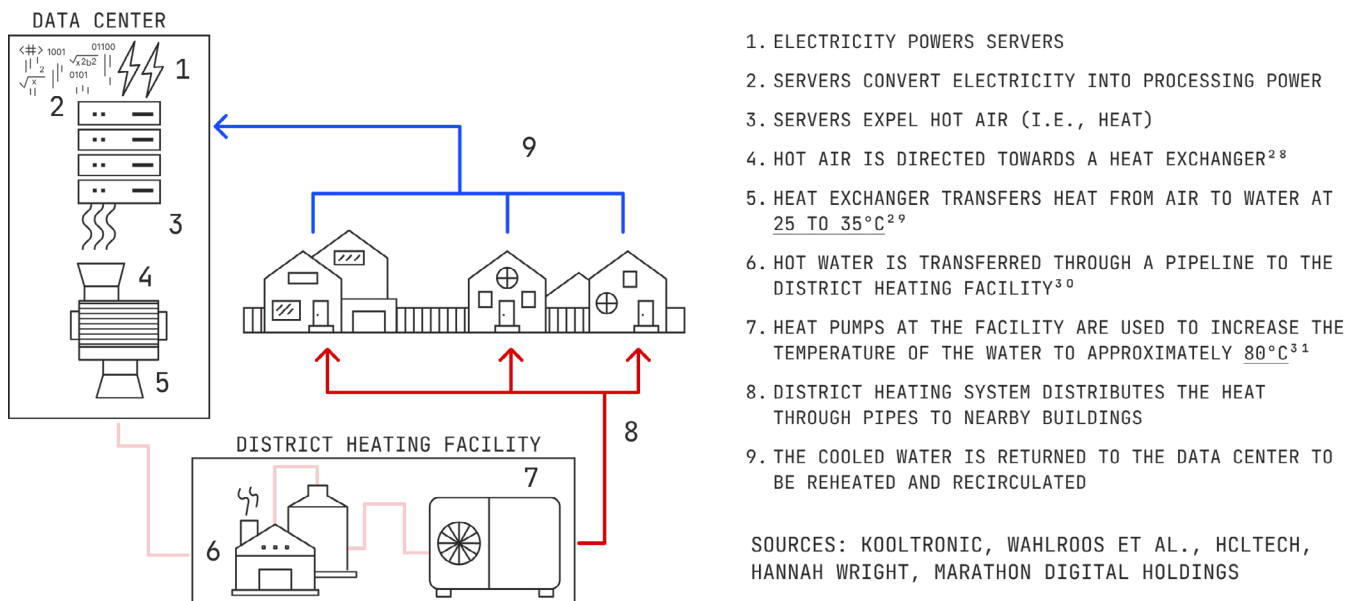 DATA CENTER
<#> 1001 01100
√x 2 √x2b2
0101
1
2
3
4
5
9
8
DISTRICT HEATING FACILITY
7
6
1. ELECTRICITY POWERS SERVERS
2. SERVERS CONVERT ELECTRICITY INTO PROCESSING POWER
3. SERVERS EXPEL HOT AIR (I.E., HEAT)
4. HOT AIR IS DIRECTED TOWARDS A HEAT EXCHANGER²⁸
5. HEAT EXCHANGER TRANSFERS HEAT FROM AIR TO WATER AT
25 TO 35°C²⁹
6. HOT WATER IS TRANSFERRED THROUGH A PIPELINE TO THE
DISTRICT HEATING FACILITY³⁰
7. HEAT PUMPS AT THE FACILITY ARE USED TO INCREASE THE
TEMPERATURE OF THE WATER TO APPROXIMATELY 80°C³¹
8. DISTRICT HEATING SYSTEM DISTRIBUTES THE HEAT
THROUGH PIPES TO NEARBY BUILDINGS
9. THE COOLED WATER IS RETURNED TO THE DATA CENTER TO
BE REHEATED AND RECIRCULATED
SOURCES: KOOLTRONIC, WAHLROOS ET AL., HCLTECH,
HANNAH WRIGHT, MARATHON DIGITAL HOLDINGS